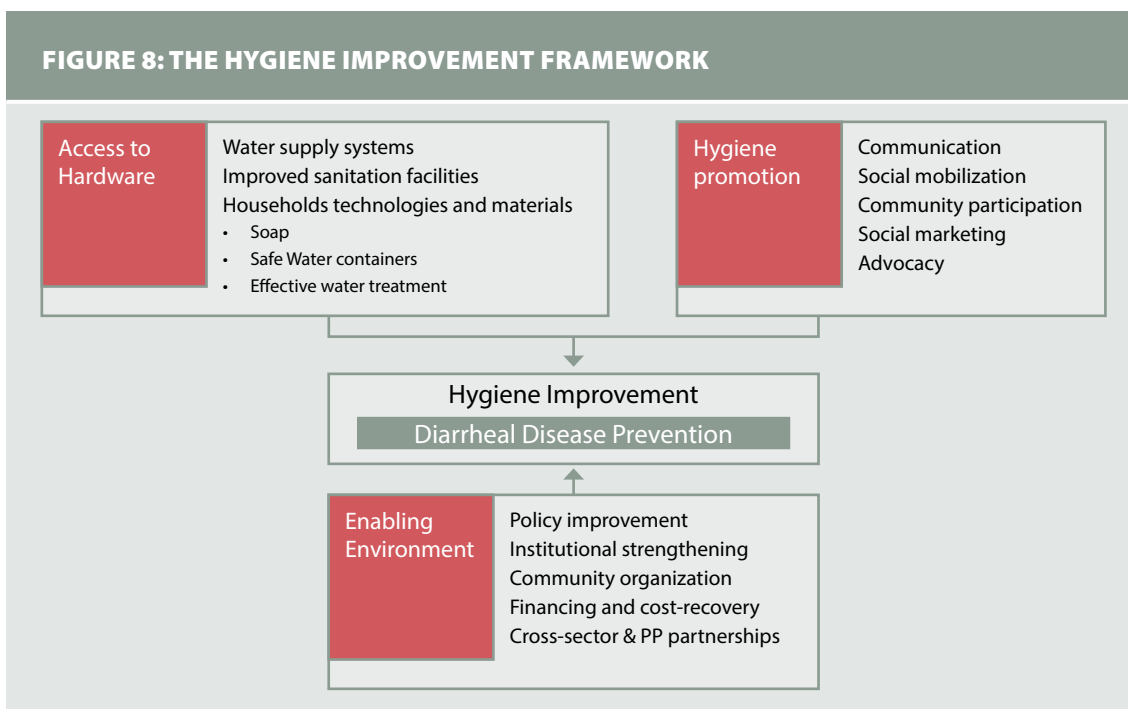 FIGURE 8: THE HYGIENE IMPROVEMENT FRAMEWORK
Access to
Hardware
Water supply systems
Improved sanitation facilities
Households technologies and materials
• Soap
• Safe Water containers
• Effective water treatment
Hygiene
promotion
Communication
Social mobilization
Community participation
Social marketing
Advocacy
Hygiene Improvement
Diarrheal Disease Prevention
Enabling
Environment
Policy improvement
Institutional strengthening
Community organization
Financing and cost-recovery
Cross-sector & PP partnerships